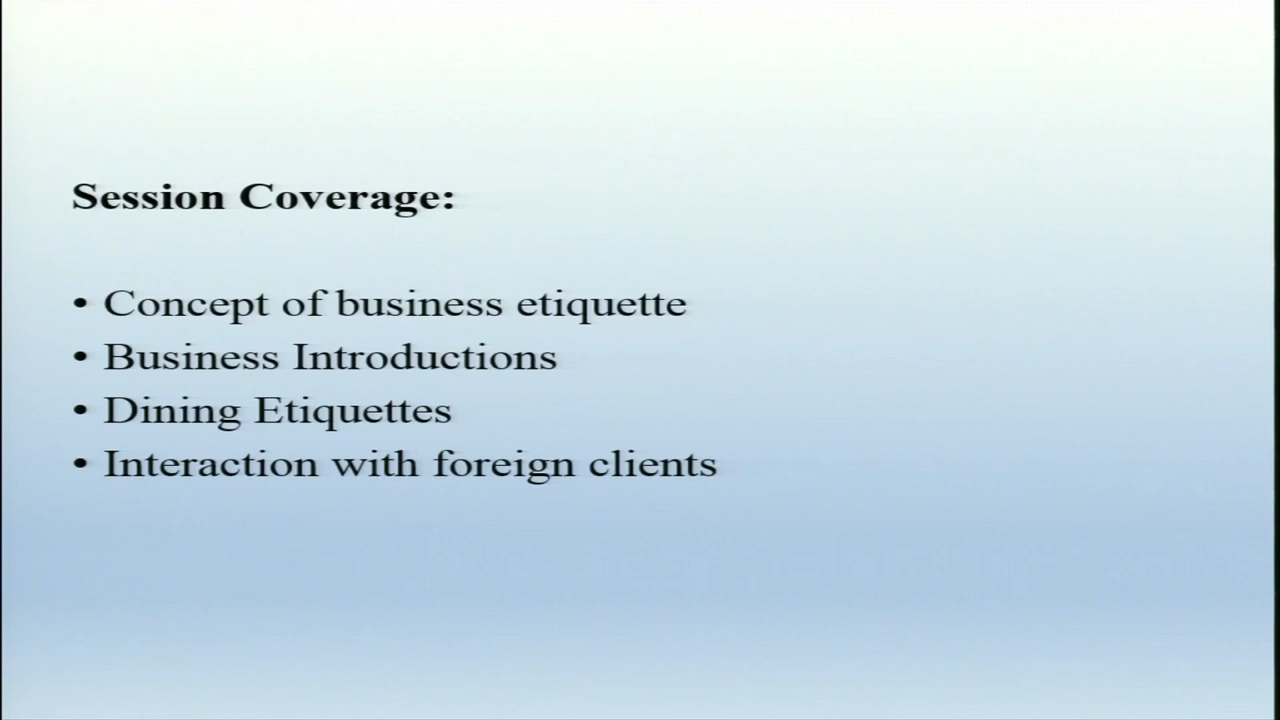 Session Coverage:
• Concept of business etiquette
• Business Introductions
• Dining Etiquettes
• Interaction with foreign clients